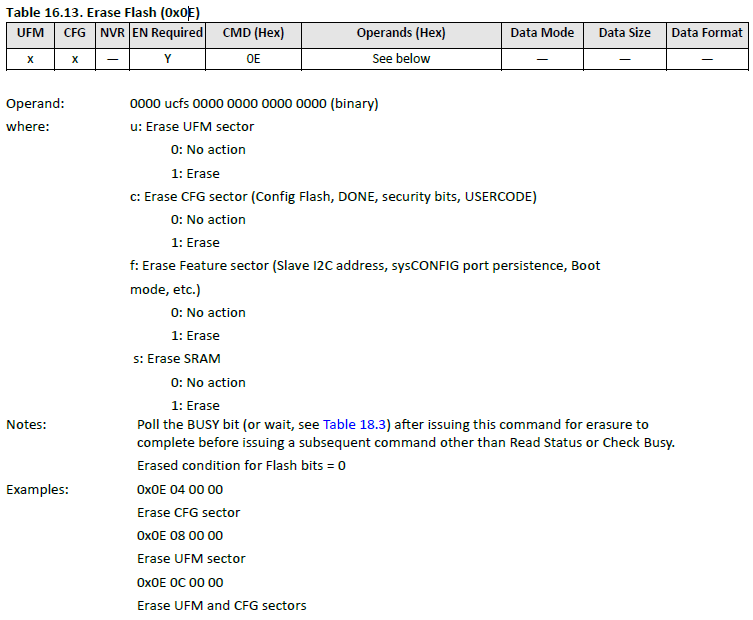 Table 16.13. Erase Flash (0x0E)
UFM CFG NVR EN Required CMD (Hex) Operands (Hex) Data Mode Data Size Data Format
x x — Y 0E See below — — —
Operand: 0000 ucfs 0000 0000 0000 0000 (binary)
where: u: Erase UFM sector
0: No action
1: Erase
c: Erase CFG sector (Config Flash, DONE, security bits, USERCODE)
0: No action
1: Erase
f: Erase Feature sector (Slave I2C address, sysCONFIG port persistence, Boot
mode, etc.)
0: No action
1: Erase
s: Erase SRAM
0: No action
1: Erase
Notes: Poll the BUSY bit (or wait, see Table 18.3) after issuing this command for erasure to
complete before issuing a subsequent command other than Read Status or Check Busy.
Erased condition for Flash bits = 0
Examples: 0x0E 04 00 00
Erase CFG sector
0x0E 08 00 00
Erase UFM sector
0x0E 0C 00 00
Erase UFM and CFG sectors